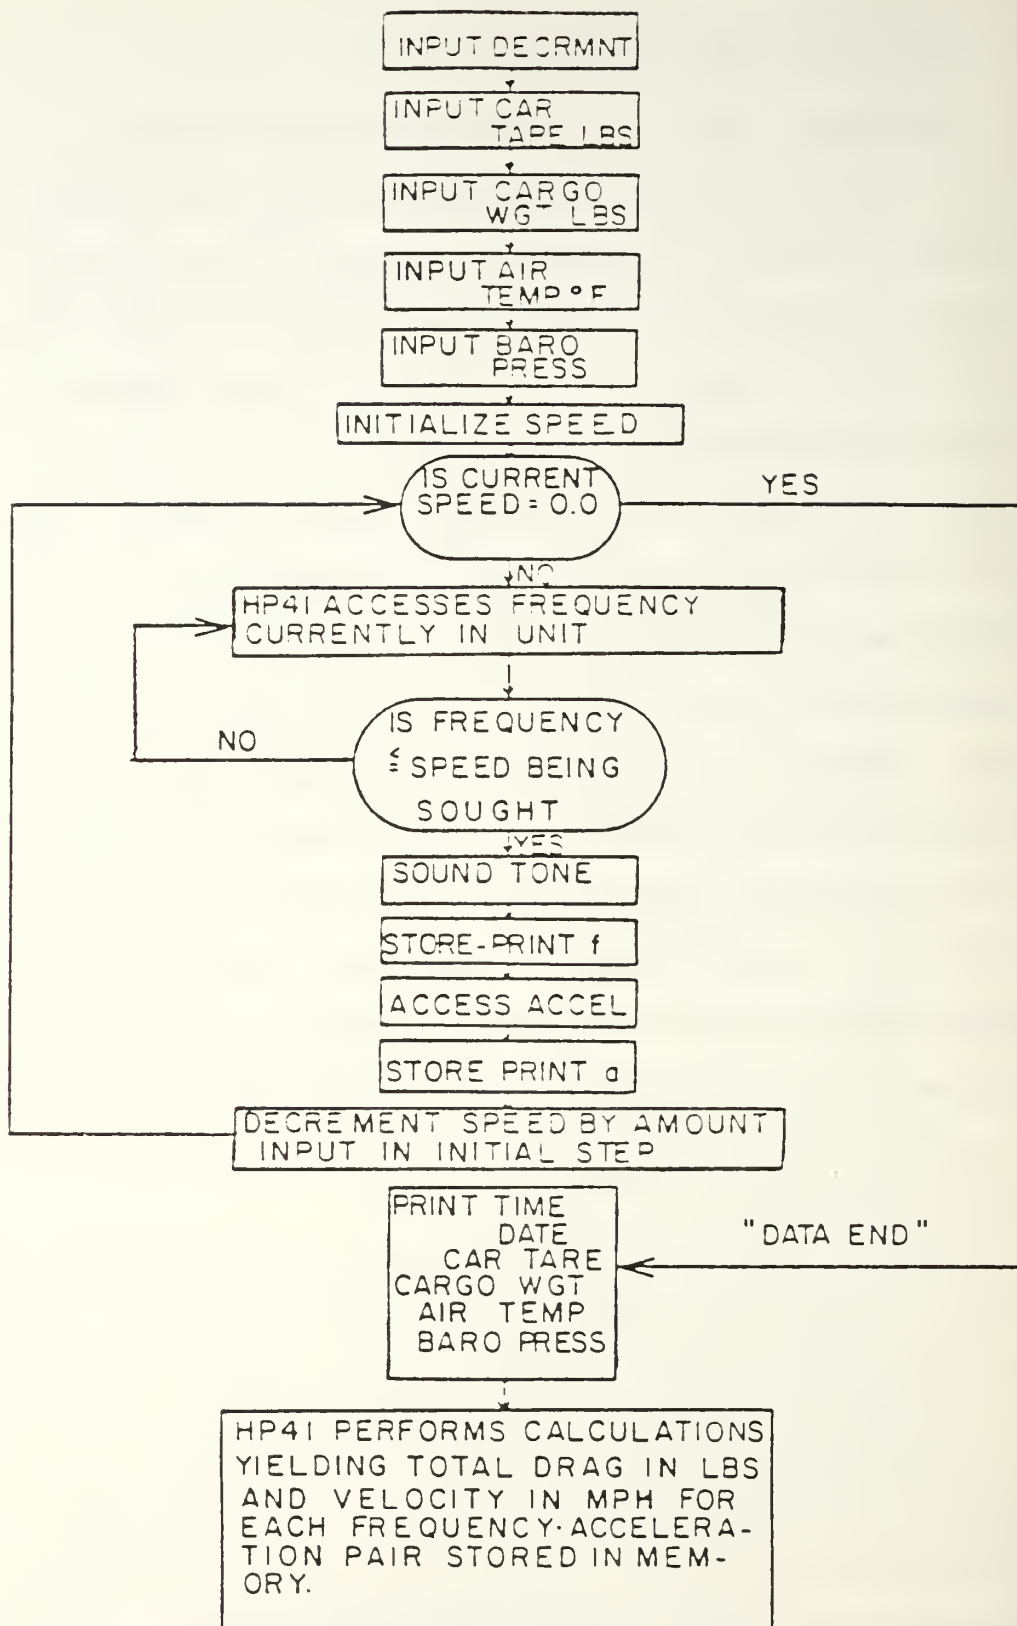 INPUT DECRMNT
INPUT CAR
TARE LBS
INPUT CARGO
WGT LBS
INPUT AIR
TEMP °F
INPUT BARO
PRESS
INITIALIZE SPEED
IS CURRENT
SPEED = 0.0
YES
NO
HP41 ACCESSES FREQUENCY
CURRENTLY IN UNIT
IS FREQUENCY
≤ SPEED BEING
SOUGHT
NO
YES
SOUND TONE
STORE-PRINT f
ACCESS ACCEL
STORE PRINT a
DECREMENT SPEED BY AMOUNT
INPUT IN INITIAL STEP
PRINT TIME
DATE
CAR TARE
CARGO WGT
AIR TEMP
BARO PRESS
"DATA END"
HP41 PERFORMS CALCULATIONS
YIELDING TOTAL DRAG IN LBS
AND VELOCITY IN MPH FOR
EACH FREQUENCY·ACCELERA-
TION PAIR STORED IN MEM-
ORY.